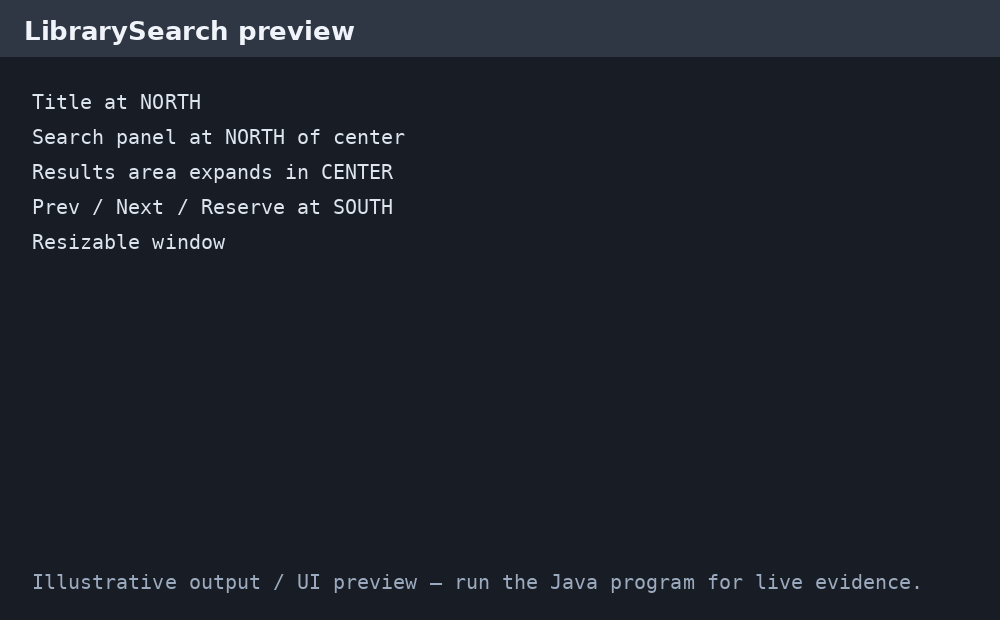 LibrarySearch preview
Title at NORTH
Search panel at NORTH of center
Results area expands in CENTER
Prev / Next / Reserve at SOUTH
Resizable window
Illustrative output / UI preview — run the Java program for live evidence.